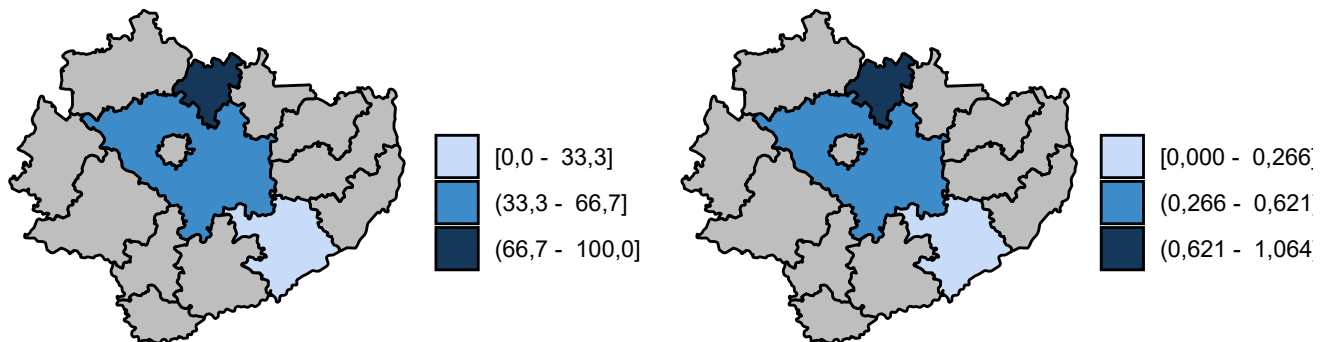 [0,0 - 33,3]
(33,3 - 66,7]
(66,7 - 100,0]
[0,000 - 0,266]
(0,266 - 0,621]
(0,621 - 1,064]